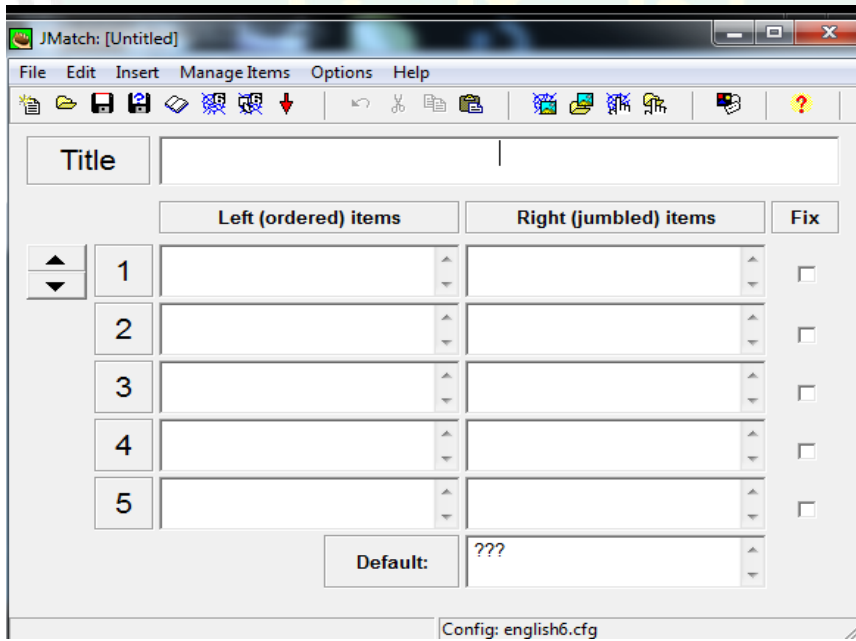 JMatch: [Untitled]
File Edit Insert Manage Items Options Help
Title
Left (ordered) items Right (jumbled) items Fix
1
2
3
4
5
Default: ???
Config: english6.cfg